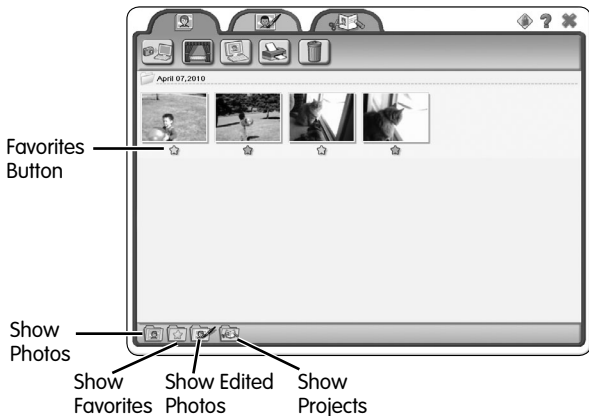 ?
April 07,2010
Favorites
Button
Show
Photos
Show
Favorites
Show Edited
Photos
Show
Projects